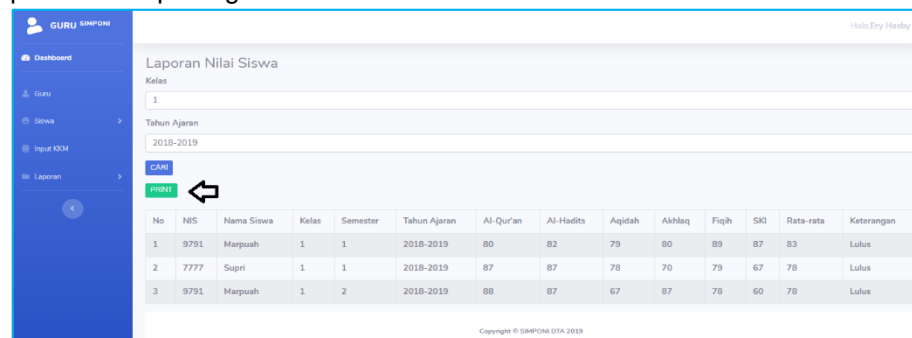 GURU SIMPONI
Halo,Ery Hasby
Dashboard
Guru
Siswa
Input KKM
Laporan
Laporan Nilai Siswa
Kelas
1
Tahun Ajaran
2018-2019
CARI
PRINT
No NIS Nama Siswa Kelas Semester Tahun Ajaran Al-Qur'an Al-Hadits Aqidah Akhlaq Fiqih SKI Rata-rata Keterangan
1 9791 Marpuah 1 1 2018-2019 80 82 79 80 89 87 83 Lulus
2 7777 Supri 1 1 2018-2019 87 87 78 70 79 67 78 Lulus
3 9791 Marpuah 1 2 2018-2019 88 87 67 87 78 60 78 Lulus
Copyright © SIMPONI DTA 2019